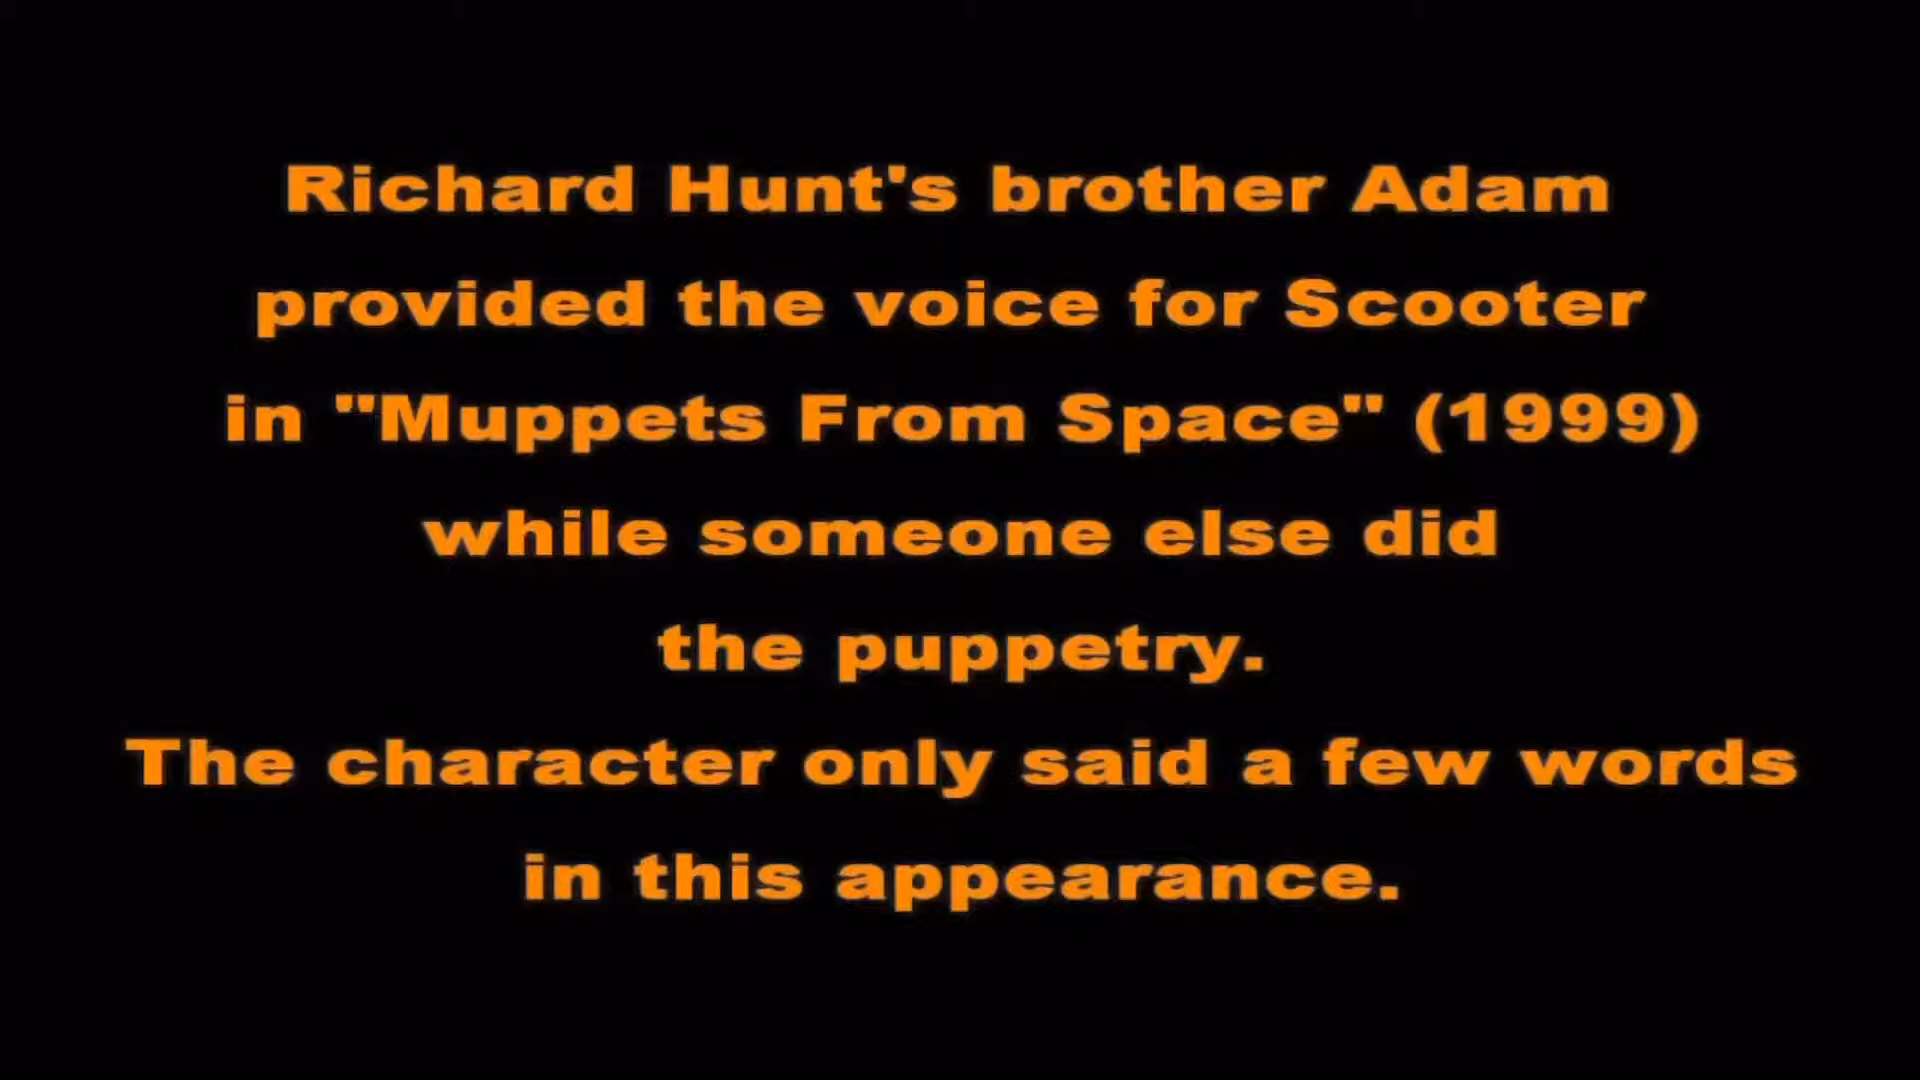 Richard Hunt's brother Adam
provided the voice for Scooter
in "Muppets From Space" (1999)
while someone else did
the puppetry.
The character only said a few words
in this appearance.